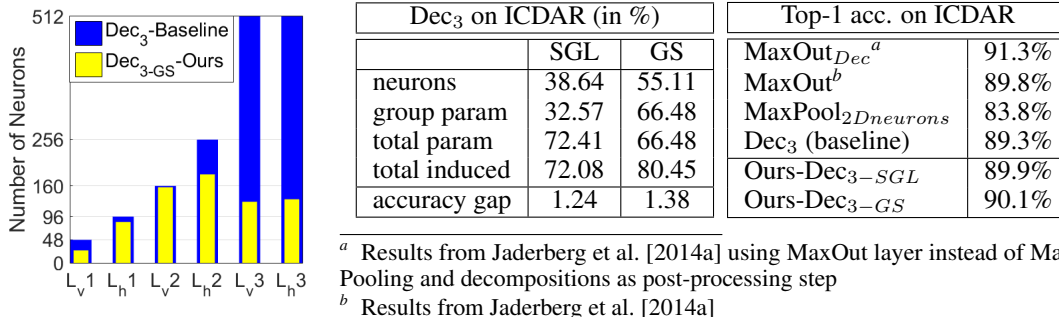 Number of Neurons
512
256
160
96
48
0
Dec3-Baseline
Dec3-GS-Ours
Lv1 Lh1 Lv2 Lh2 Lv3 Lh3
Dec3 on ICDAR (in %)
SGL GS
neurons 38.64 55.11
group param 32.57 66.48
total param 72.41 66.48
total induced 72.08 80.45
accuracy gap 1.24 1.38
Top-1 acc. on ICDAR
MaxOutDec a 91.3%
MaxOut b 89.8%
MaxPool2Dneurons 83.8%
Dec3 (baseline) 89.3%
Ours-Dec3−SGL 89.9%
Ours-Dec3−GS 90.1%
a Results from Jaderberg et al. [2014a] using MaxOut layer instead of Ma
Pooling and decompositions as post-processing step
b Results from Jaderberg et al. [2014a]